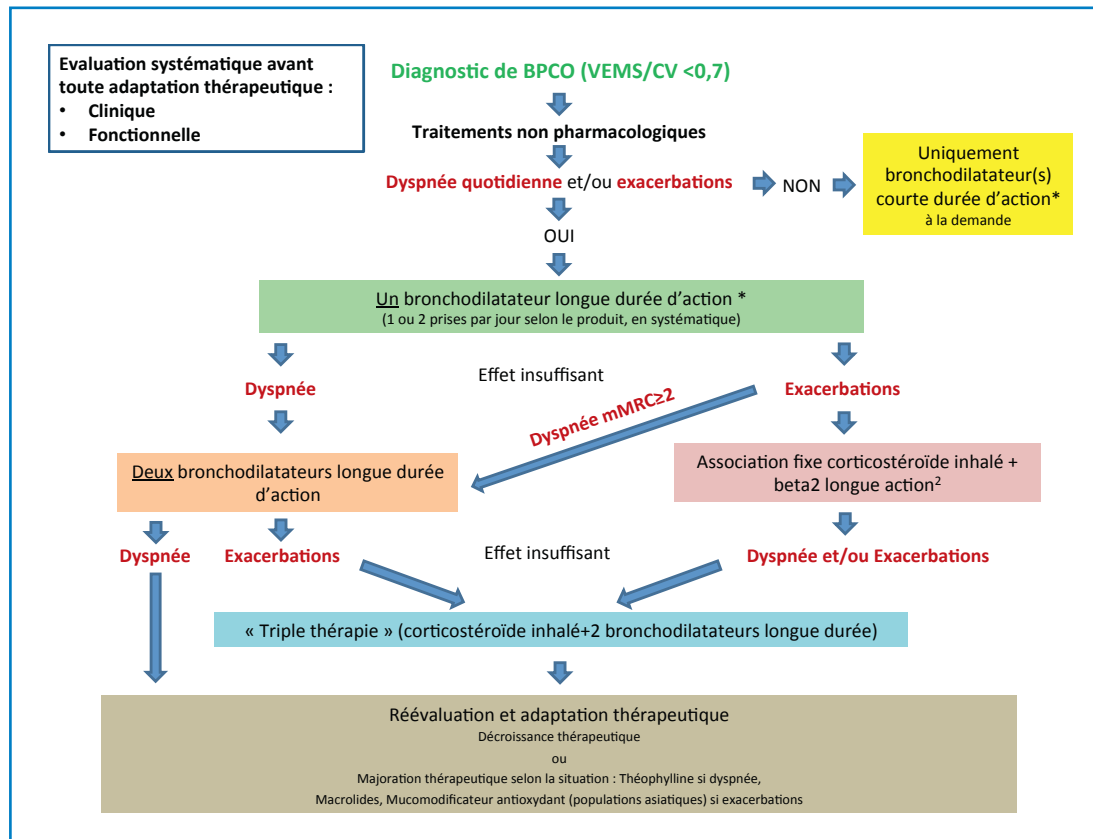 Evaluation systématique avant
toute adaptation thérapeutique :
• Clinique
• Fonctionnelle
Diagnostic de BPCO (VEMS/CV <0,7)
Traitements non pharmacologiques
Dyspnée quotidienne et/ou exacerbations
NON
Uniquement
bronchodilatateur(s)
courte durée d'action*
à la demande
OUI
Un bronchodilatateur longue durée d'action *
(1 ou 2 prises par jour selon le produit, en systématique)
Effet insuffisant
Dyspnée
Exacerbations
Dyspnée mMRC≥2
Deux bronchodilatateurs longue durée
d'action
Association fixe corticostéroïde inhalé +
beta2 longue action²
Dyspnée
Exacerbations
Effet insuffisant
Dyspnée et/ou Exacerbations
« Triple thérapie » (corticostéroïde inhalé+2 bronchodilatateurs longue durée)
Réévaluation et adaptation thérapeutique
Décroissance thérapeutique
ou
Majoration thérapeutique selon la situation : Théophylline si dyspnée,
Macrolides, Mucomodificateur antioxydant (populations asiatiques) si exacerbations